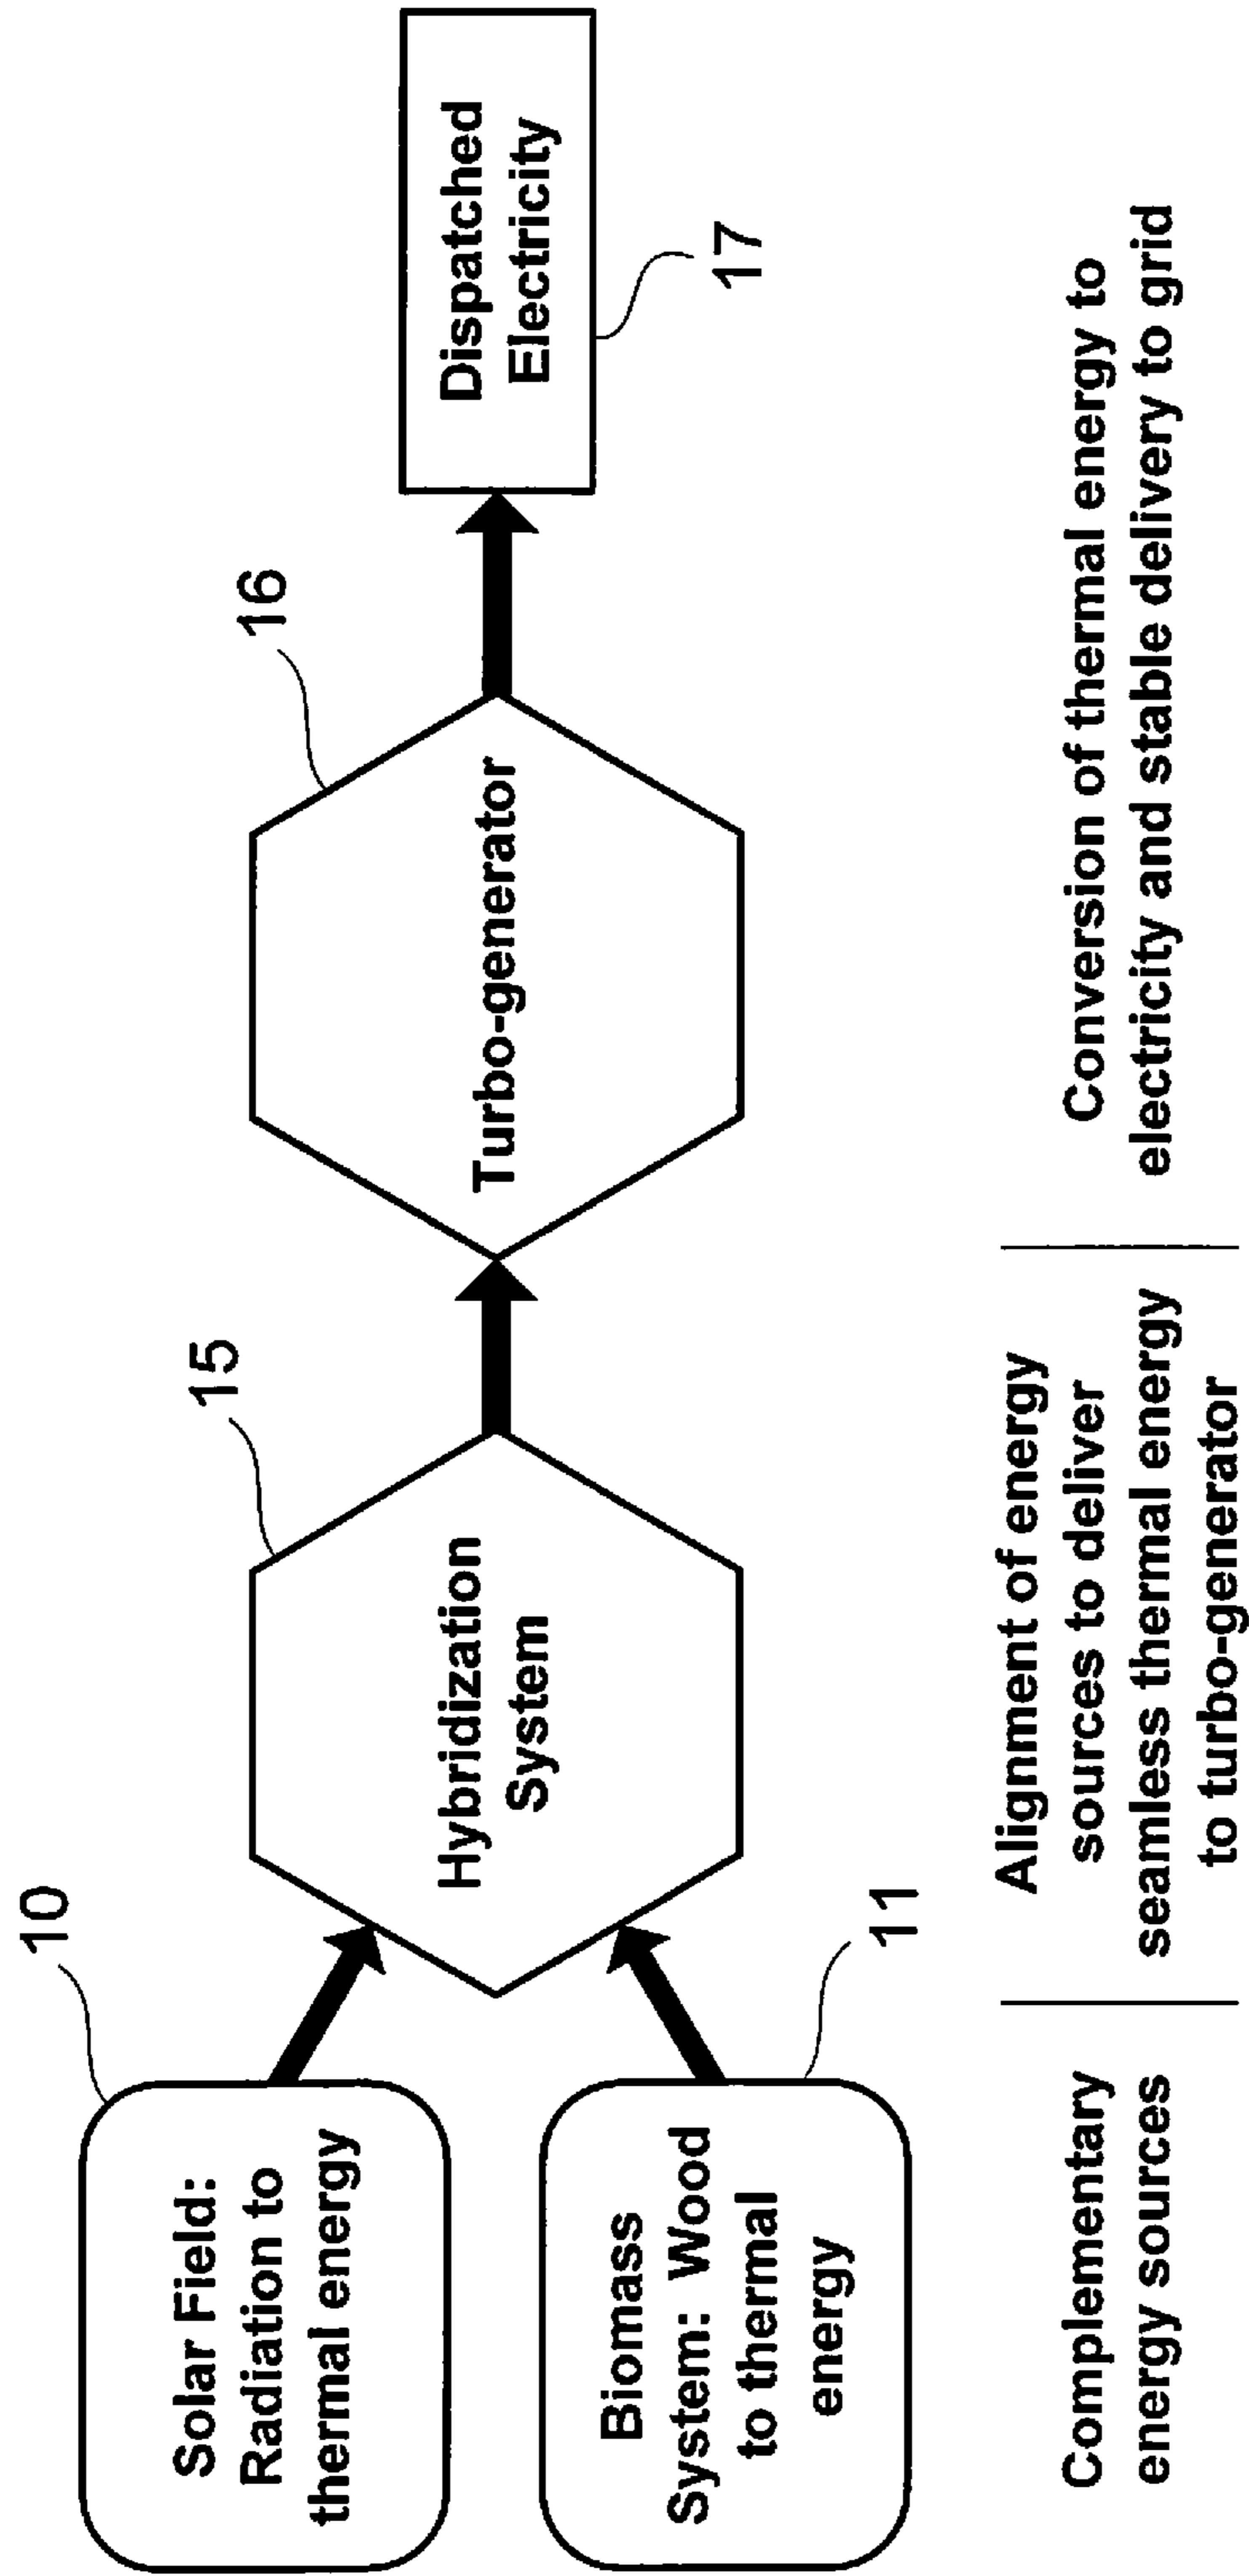 10
Solar Field:
Radiation to
thermal energy
Biomass
System: Wood
to thermal
energy
11
15
Hybridization
System
16
Turbo-generator
Dispatched
Electricity
17
Complementary
energy sources
Alignment of energy
sources to deliver
seamless thermal energy
to turbo-generator
Conversion of thermal energy to
electricity and stable delivery to grid